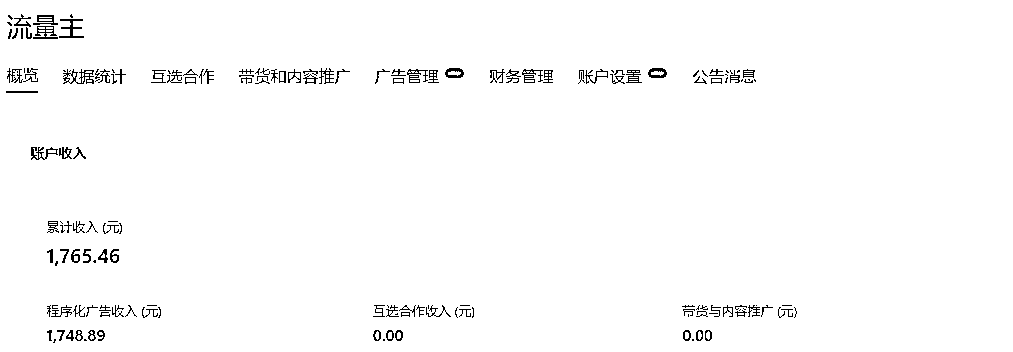 流量主
概览 数据统计 互选合作 带货和内容推广 广告管理 财务管理 账户设置 公告消息
账户收入
累计收入 (元)
1,765.46
程序化广告收入 (元) 互选合作收入 (元) 带货与内容推广 (元)
1,748.89 0.00 0.00